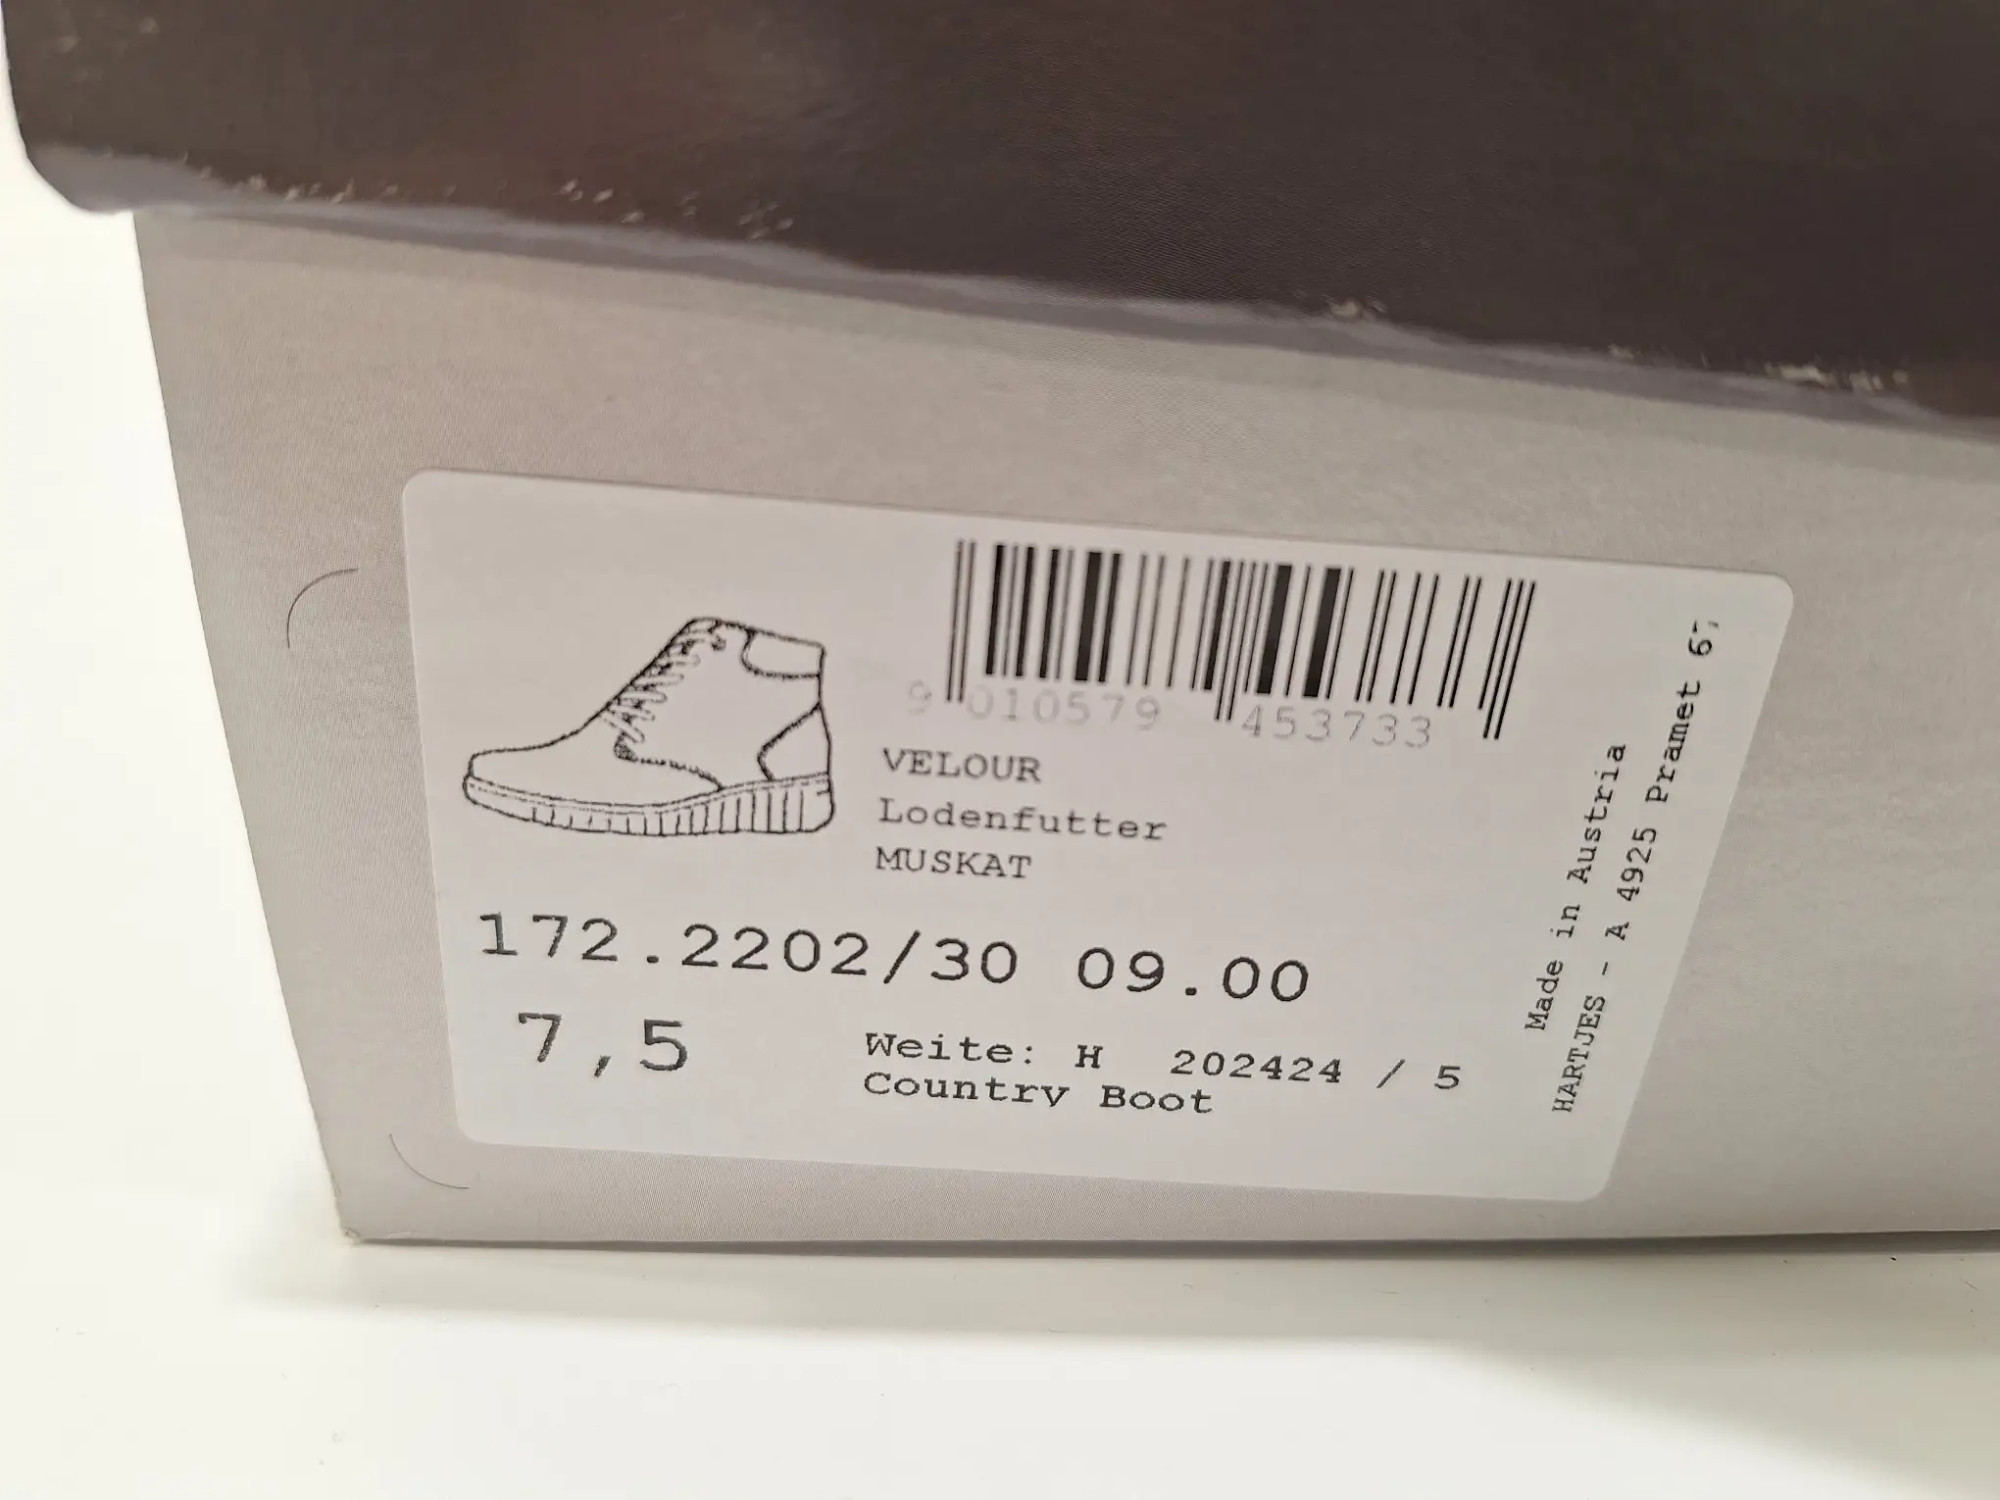 9 010579 453733
VELOUR
Lodenfutter
MUSKAT
172.2202/30 09.00
7,5
Weite: H 202424 / 5
Country Boot
Made in Austria
HARTJES - A 4925 Pramet 67